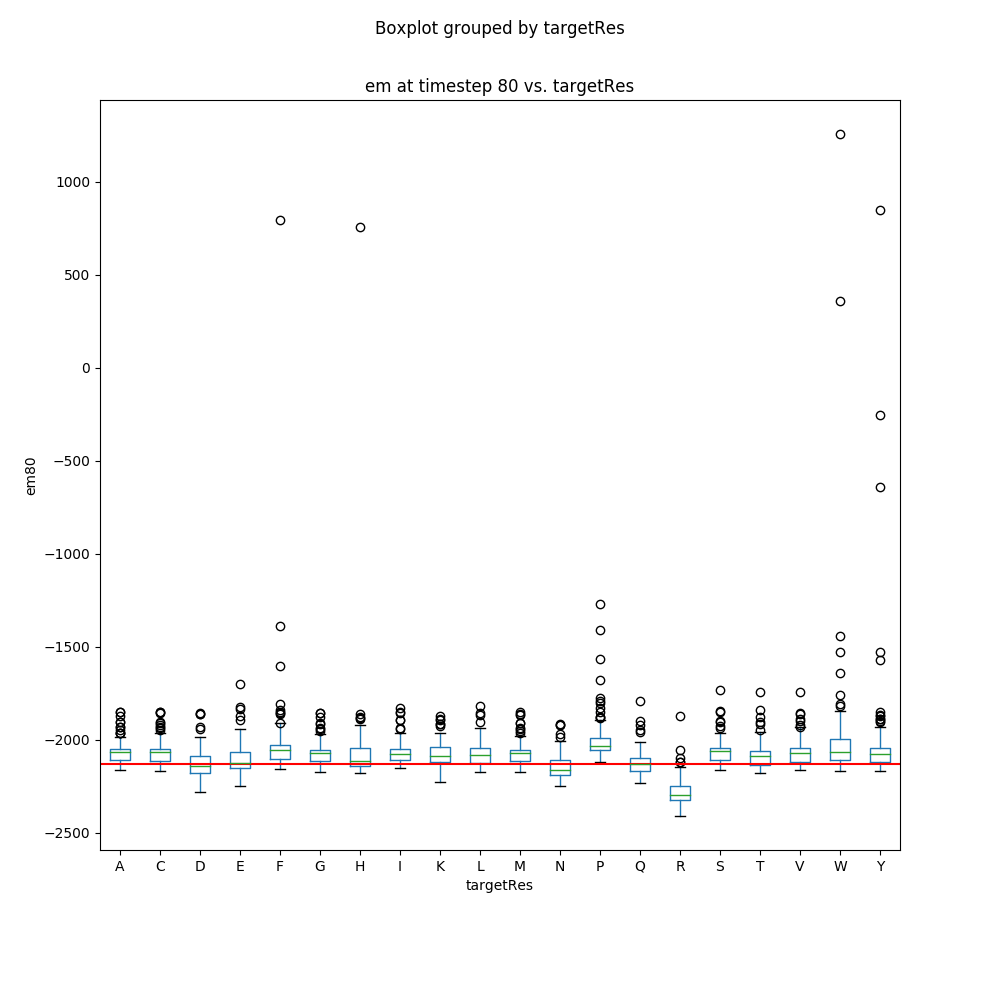 Boxplot grouped by targetRes
em at timestep 80 vs. targetRes
1000
500
0
−500
−1000
−1500
−2000
−2500
em80
A C D E F G H I K L M N P Q R S T V W Y
targetRes